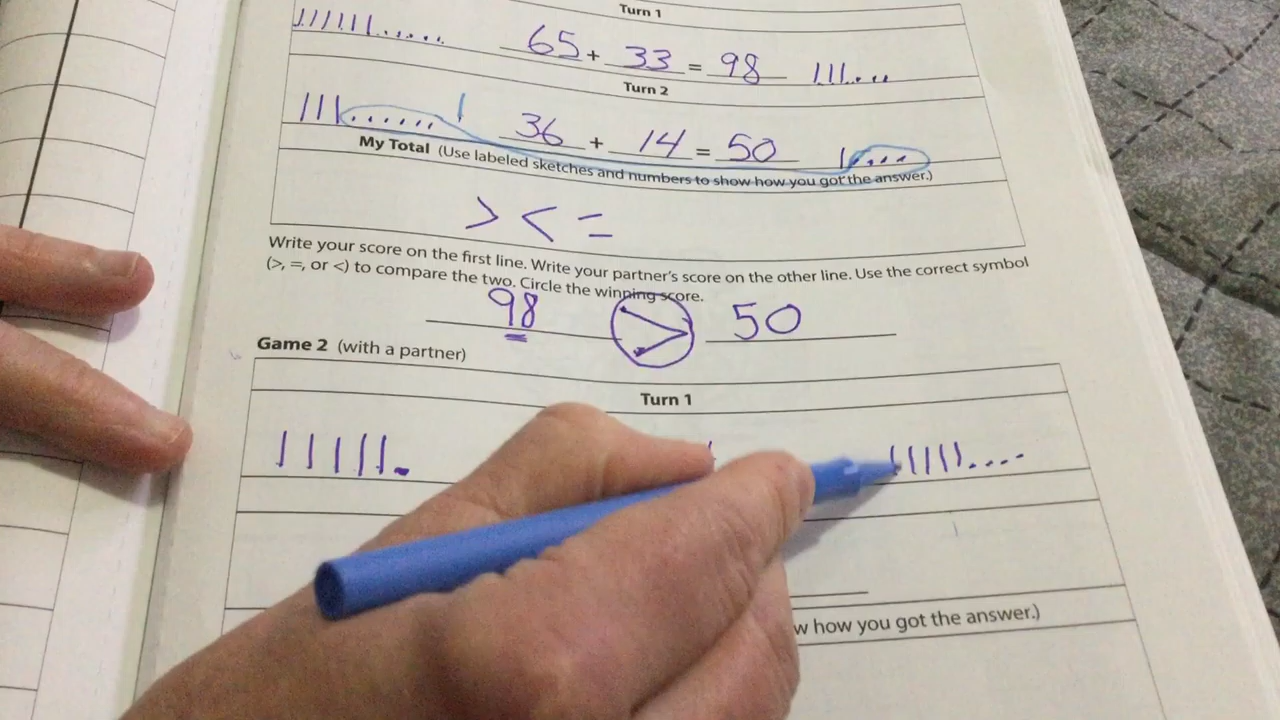 Turn 1
65 + 33 = 98
Turn 2
36 + 14 = 50
My Total (Use labeled sketches and numbers to show how you got the answer.)
> < =
Write your score on the first line. Write your partner's score on the other line. Use the correct symbol
(>, =, or <) to compare the two. Circle the winning score.
98 > 50
Game 2 (with a partner)
Turn 1
w how you got the answer.)